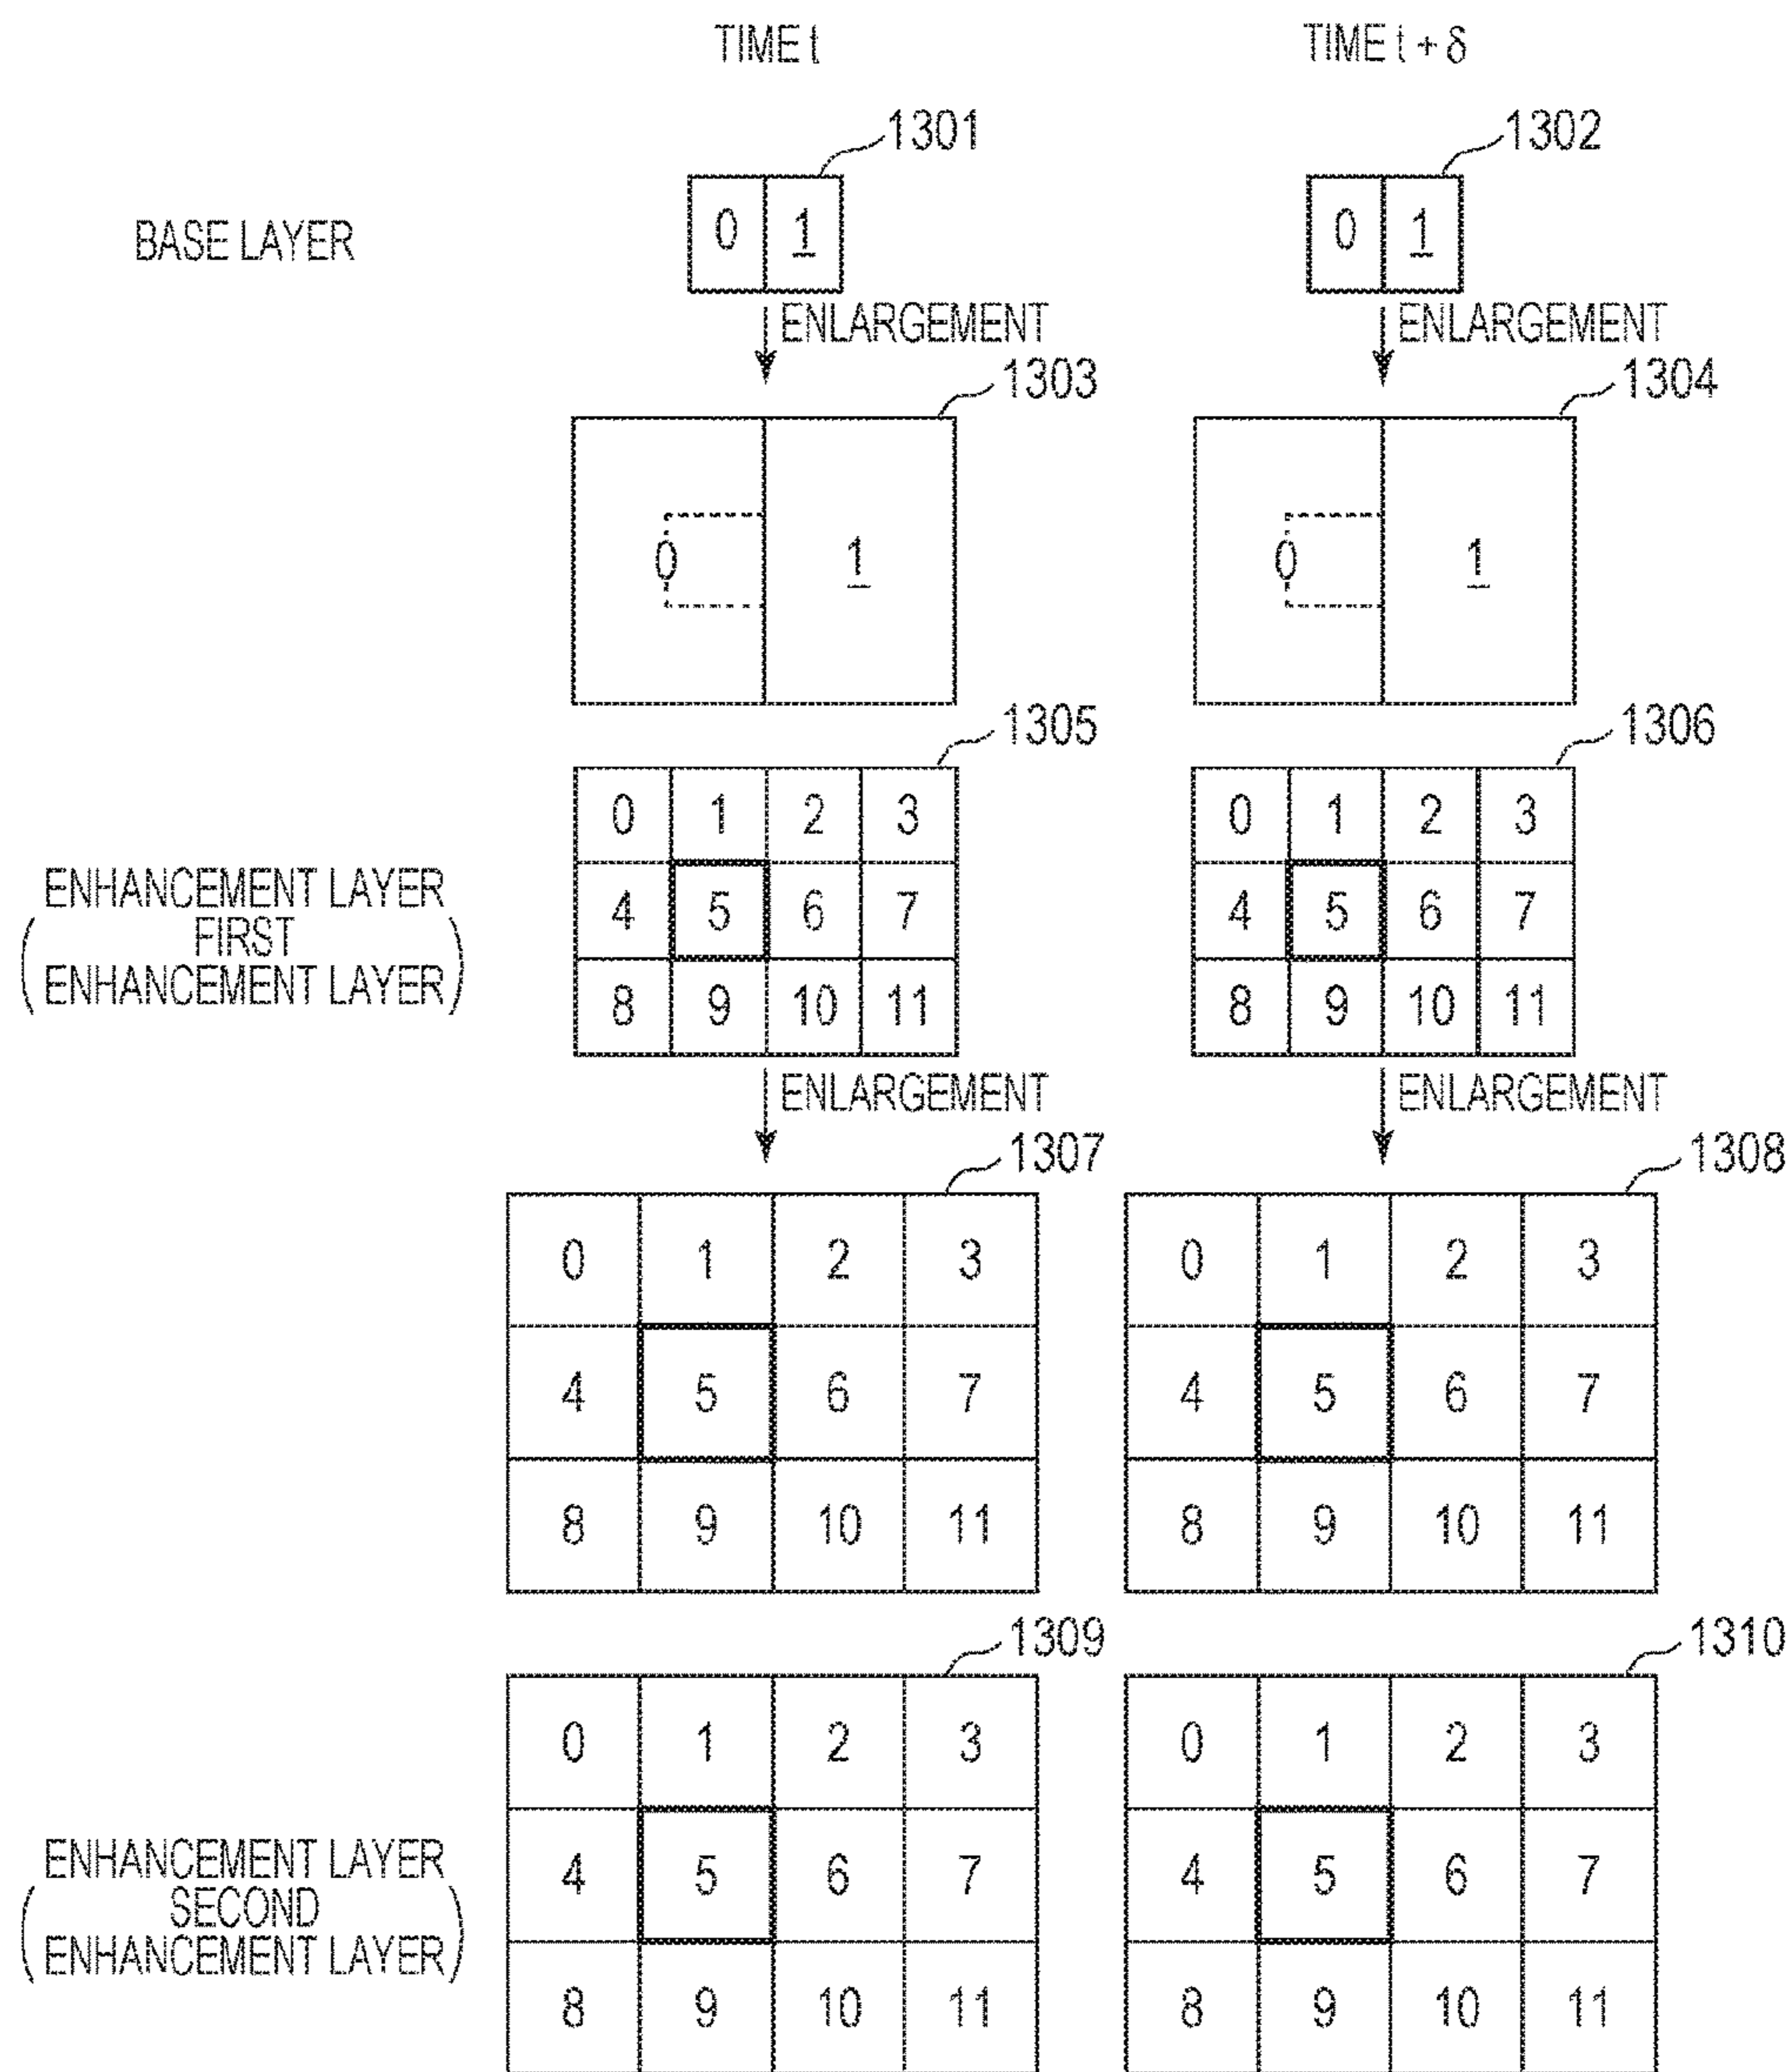 TIME t TIME t + δ
1301 1302
BASE LAYER 0 1 0 1
ENLARGEMENT ENLARGEMENT
1303 1304
0 1 0 1
1305 1306
0 1 2 3 0 1 2 3
ENHANCEMENT LAYER
( FIRST
ENHANCEMENT LAYER )
4 5 6 7 4 5 6 7
8 9 10 11 8 9 10 11
ENLARGEMENT ENLARGEMENT
1307 1308
0 1 2 3 0 1 2 3
4 5 6 7 4 5 6 7
8 9 10 11 8 9 10 11
1309 1310
0 1 2 3 0 1 2 3
ENHANCEMENT LAYER
( SECOND
ENHANCEMENT LAYER )
4 5 6 7 4 5 6 7
8 9 10 11 8 9 10 11